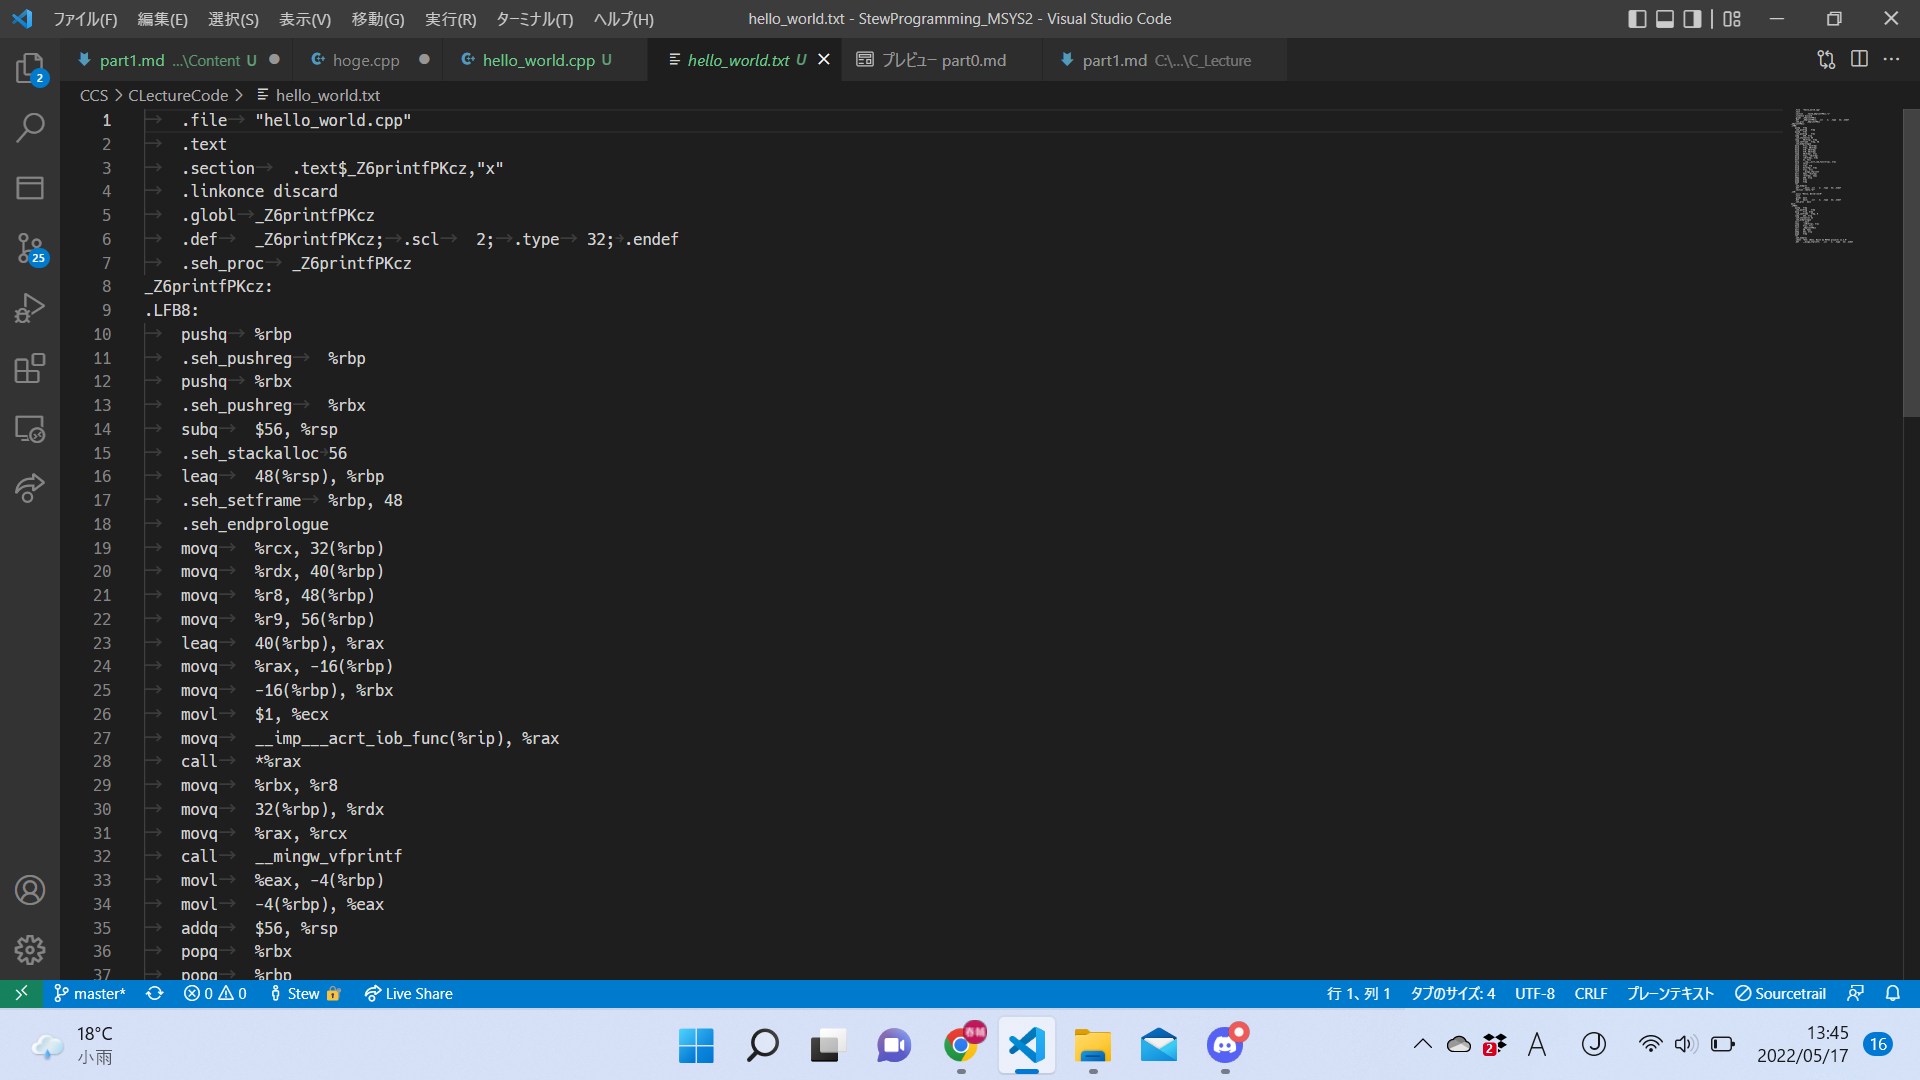 ファイル(F) 編集(E) 選択(S) 表示(V) 移動(G) 実行(R) ターミナル(T) ヘルプ(H) hello_world.txt - StewProgramming_MSYS2 - Visual Studio Code
part1.md ...\Content U hoge.cpp hello_world.cpp U hello_world.txt U プレビュー part0.md part1.md C:\...\C_Lecture
CCS > CLectureCode > hello_world.txt
1 .file "hello_world.cpp"
2 .text
3 .section .text$_Z6printfPKcz,"x"
4 .linkonce discard
5 .globl _Z6printfPKcz
6 .def _Z6printfPKcz; .scl 2; .type 32; .endef
7 .seh_proc _Z6printfPKcz
8 _Z6printfPKcz:
9 .LFB8:
10 pushq %rbp
11 .seh_pushreg %rbp
12 pushq %rbx
13 .seh_pushreg %rbx
14 subq $56, %rsp
15 .seh_stackalloc 56
16 leaq 48(%rsp), %rbp
17 .seh_setframe %rbp, 48
18 .seh_endprologue
19 movq %rcx, 32(%rbp)
20 movq %rdx, 40(%rbp)
21 movq %r8, 48(%rbp)
22 movq %r9, 56(%rbp)
23 leaq 40(%rbp), %rax
24 movq %rax, -16(%rbp)
25 movq -16(%rbp), %rbx
26 movl $1, %ecx
27 movq __imp___acrt_iob_func(%rip), %rax
28 call *%rax
29 movq %rbx, %r8
30 movq 32(%rbp), %rdx
31 movq %rax, %rcx
32 call __mingw_vfprintf
33 movl %eax, -4(%rbp)
34 movl -4(%rbp), %eax
35 addq $56, %rsp
36 popq %rbx
37 popq %rbp
2
25
master* 0 0 Stew Live Share 行 1、列 1 タブのサイズ: 4 UTF-8 CRLF プレーンテキスト Sourcetrail
18°C
小雨
2 A J 13:45
2022/05/17 16